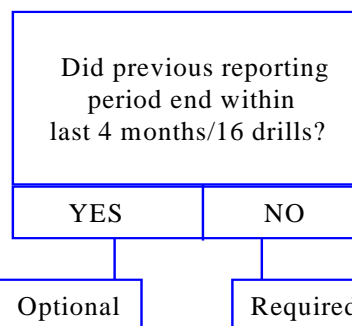 Did previous reporting
period end within
last 4 months/16 drills?
YES NO
Optional Required